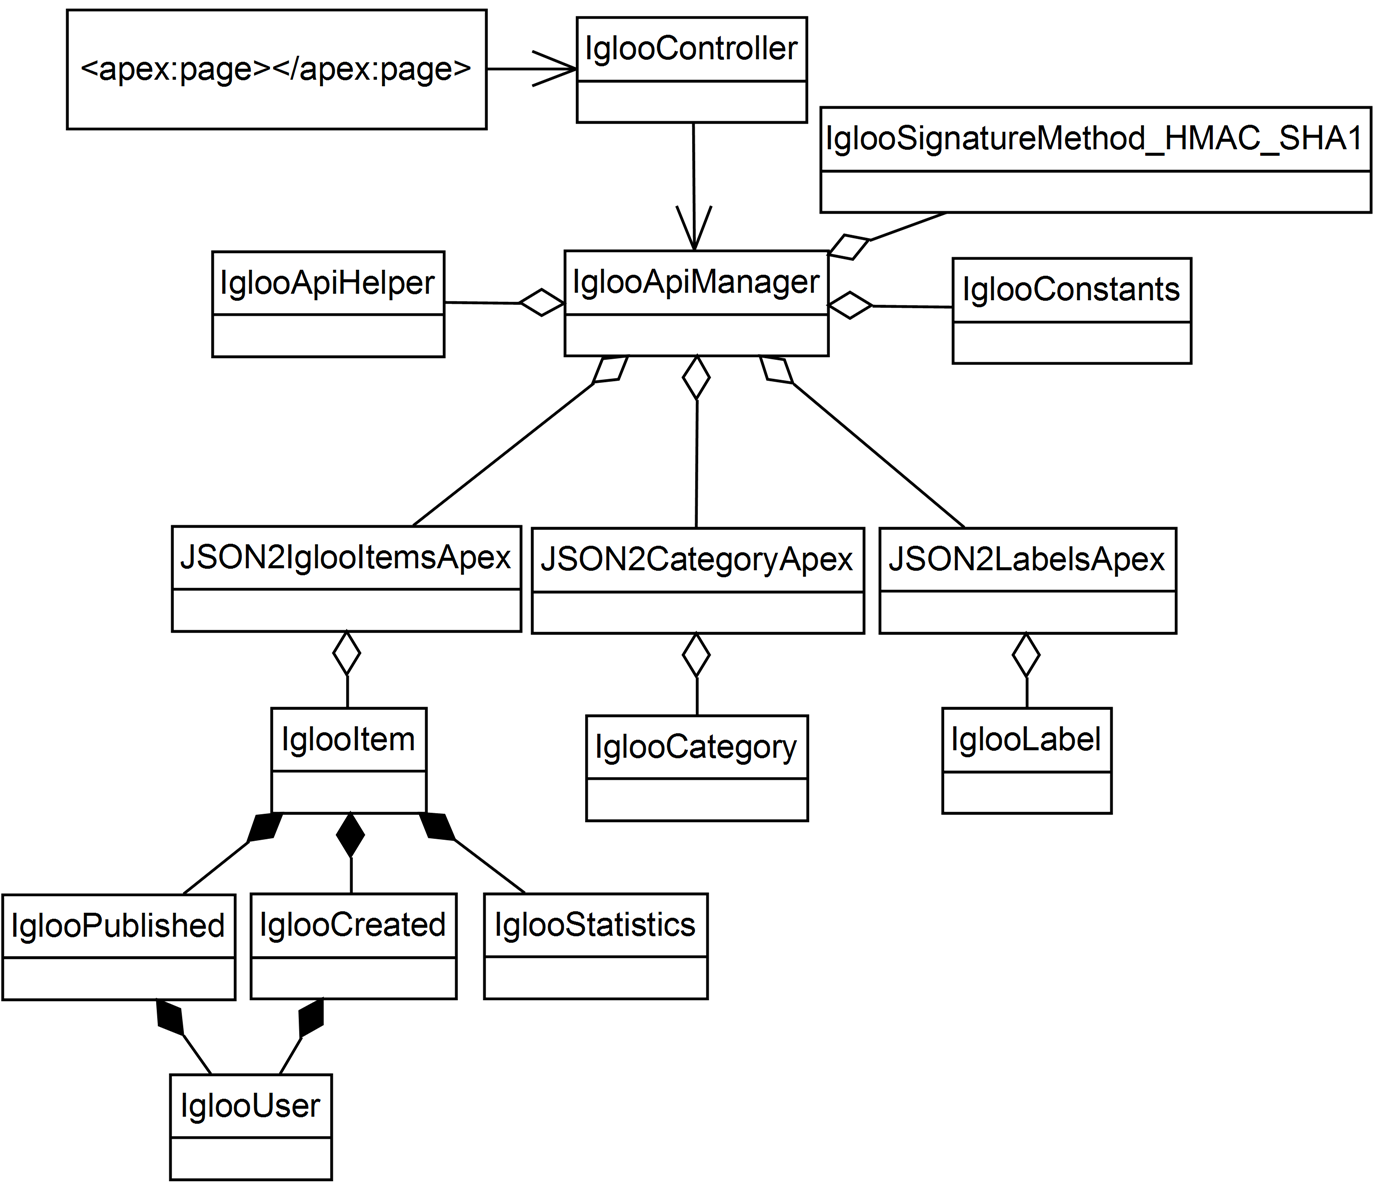 <apex:page></apex:page>
IglooController
IglooSignatureMethod_HMAC_SHA1
IglooApiHelper
IglooApiManager
IglooConstants
JSON2IglooItemsApex
JSON2CategoryApex
JSON2LabelsApex
IglooItem
IglooCategory
IglooLabel
IglooPublished
IglooCreated
IglooStatistics
IglooUser